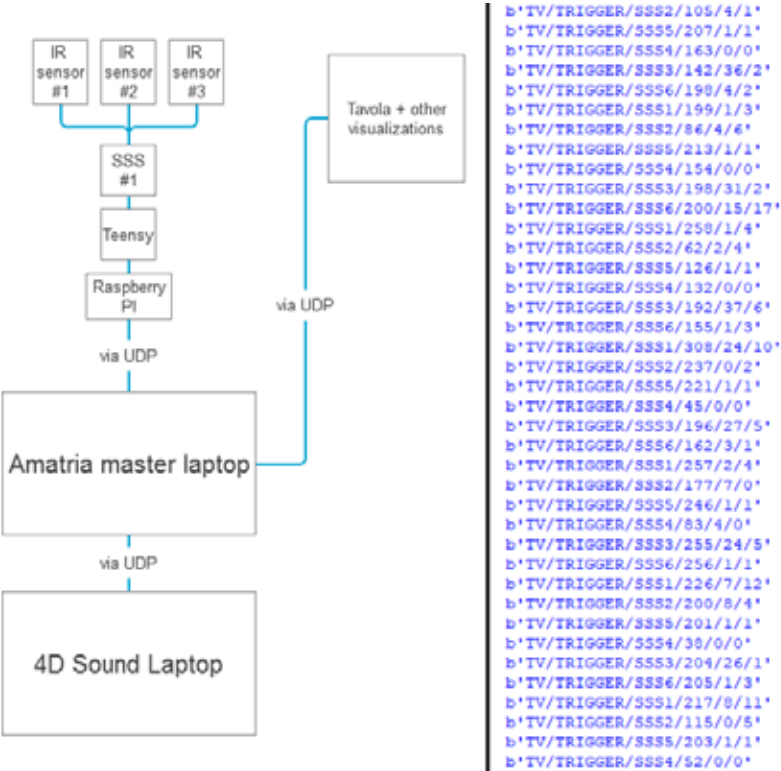 IR
sensor
#1
IR
sensor
#2
IR
sensor
#3
SSS
#1
Teensy
Raspberry
PI
via UDP
Amatria master laptop
via UDP
4D Sound Laptop
via UDP
Tavola + other
visualizations
b'TV/TRIGGER/SSS2/105/4/1'
b'TV/TRIGGER/SSS5/207/1/1'
b'TV/TRIGGER/SSS4/163/0/0'
b'TV/TRIGGER/SSS3/142/36/2'
b'TV/TRIGGER/SSS6/198/4/2'
b'TV/TRIGGER/SSS1/199/1/3'
b'TV/TRIGGER/SSS2/86/4/6'
b'TV/TRIGGER/SSS5/213/1/1'
b'TV/TRIGGER/SSS4/154/0/0'
b'TV/TRIGGER/SSS3/198/31/2'
b'TV/TRIGGER/SSS6/200/15/17'
b'TV/TRIGGER/SSS1/258/1/4'
b'TV/TRIGGER/SSS2/62/2/4'
b'TV/TRIGGER/SSS5/126/1/1'
b'TV/TRIGGER/SSS4/132/0/0'
b'TV/TRIGGER/SSS3/192/37/6'
b'TV/TRIGGER/SSS6/155/1/3'
b'TV/TRIGGER/SSS1/308/24/10'
b'TV/TRIGGER/SSS2/237/0/2'
b'TV/TRIGGER/SSS5/221/1/1'
b'TV/TRIGGER/SSS4/45/0/0'
b'TV/TRIGGER/SSS3/196/27/5'
b'TV/TRIGGER/SSS6/162/3/1'
b'TV/TRIGGER/SSS1/257/2/4'
b'TV/TRIGGER/SSS2/177/7/0'
b'TV/TRIGGER/SSS5/246/1/1'
b'TV/TRIGGER/SSS4/83/4/0'
b'TV/TRIGGER/SSS3/255/24/5'
b'TV/TRIGGER/SSS6/256/1/1'
b'TV/TRIGGER/SSS1/226/7/12'
b'TV/TRIGGER/SSS2/200/8/4'
b'TV/TRIGGER/SSS5/201/1/1'
b'TV/TRIGGER/SSS4/38/0/0'
b'TV/TRIGGER/SSS3/204/26/1'
b'TV/TRIGGER/SSS6/205/1/3'
b'TV/TRIGGER/SSS1/217/8/11'
b'TV/TRIGGER/SSS2/115/0/5'
b'TV/TRIGGER/SSS5/203/1/1'
b'TV/TRIGGER/SSS4/52/0/0'